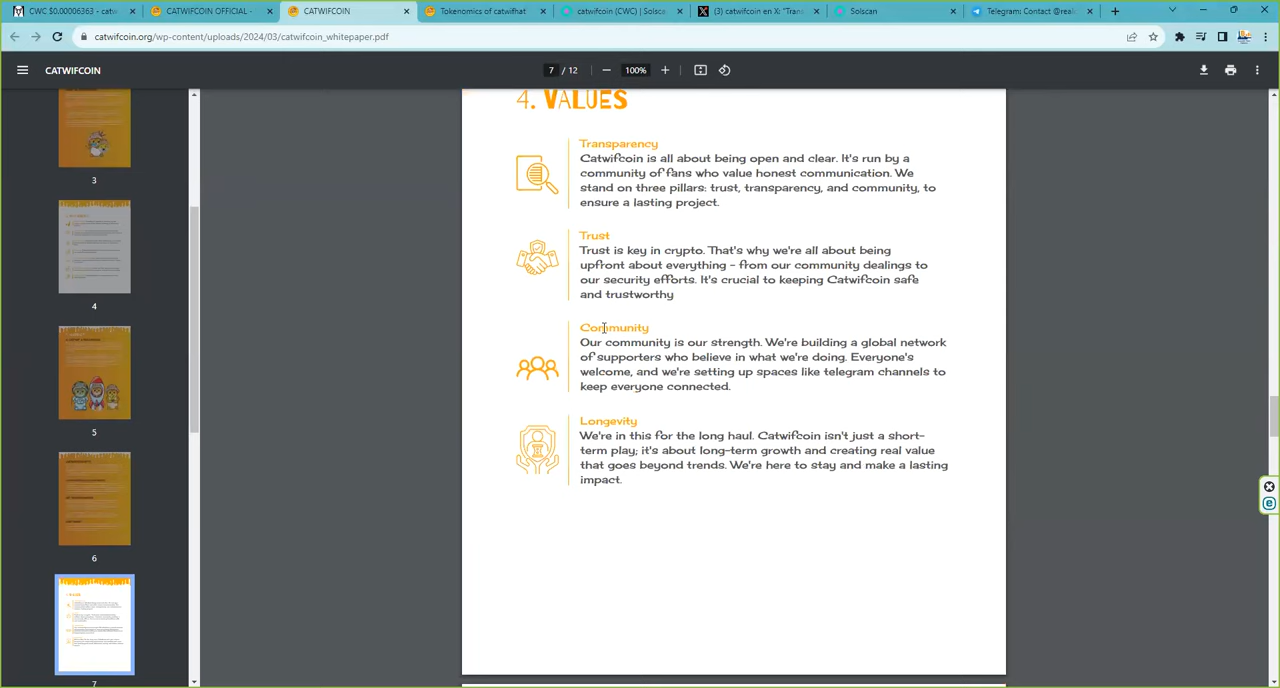 CWC $0.00006363 - catw
CATWIFCOIN OFFICIAL -
CATWIFCOIN
Tokenomics of catwifhat
catwifcoin (CWC) | Solsca
(3) catwifcoin en X: "Tran
Solscan
Telegram: Contact @real
catwifcoin.org/wp-content/uploads/2024/03/catwifcoin_whitepaper.pdf
CATWIFCOIN
7 / 12
100%
3
4
5
6
7
4. VALUES
Transparency
Catwifcoin is all about being open and clear. It's run by a
community of fans who value honest communication. We
stand on three pillars: trust, transparency, and community, to
ensure a lasting project.
Trust
Trust is key in crypto. That's why we're all about being
upfront about everything - from our community dealings to
our security efforts. It's crucial to keeping Catwifcoin safe
and trustworthy
Community
Our community is our strength. We're building a global network
of supporters who believe in what we're doing. Everyone's
welcome, and we're setting up spaces like telegram channels to
keep everyone connected.
Longevity
We're in this for the long haul. Catwifcoin isn't just a short-
term play; it's about long-term growth and creating real value
that goes beyond trends. We're here to stay and make a lasting
impact.